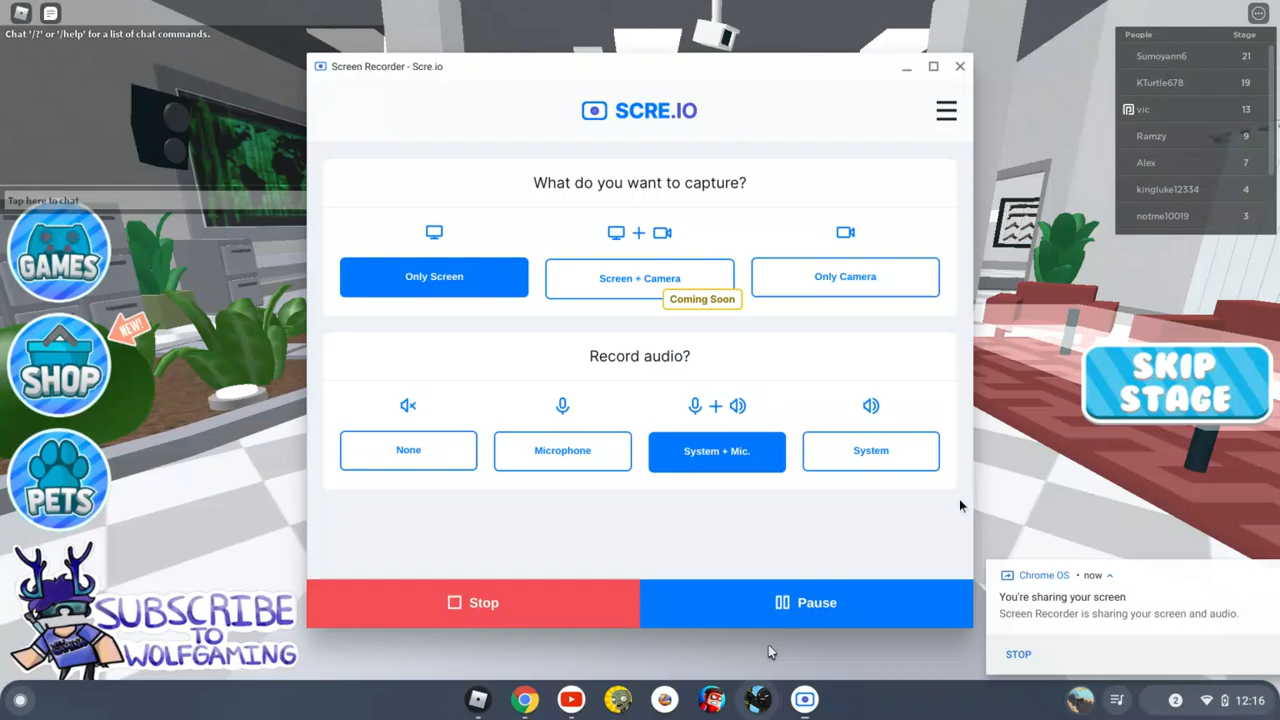 Chat '/?' or '/help' for a list of chat commands.
Tap here to chat
GAMES
NEW!
SHOP
PETS
SUBSCRIBE
TO
WOLFGAMING
Screen Recorder - Scre.io
SCRE.IO
What do you want to capture?
Only Screen
Screen + Camera
Only Camera
Coming Soon
Record audio?
None
Microphone
System + Mic.
System
Stop
Pause
People Stage
Sumoyann6 21
KTurtle678 19
vic 13
Ramzy 9
Alex 7
kingluke12334 4
notme10019 3
SKIP
STAGE
Chrome OS • now
You're sharing your screen
Screen Recorder is sharing your screen and audio.
STOP
2
12:16